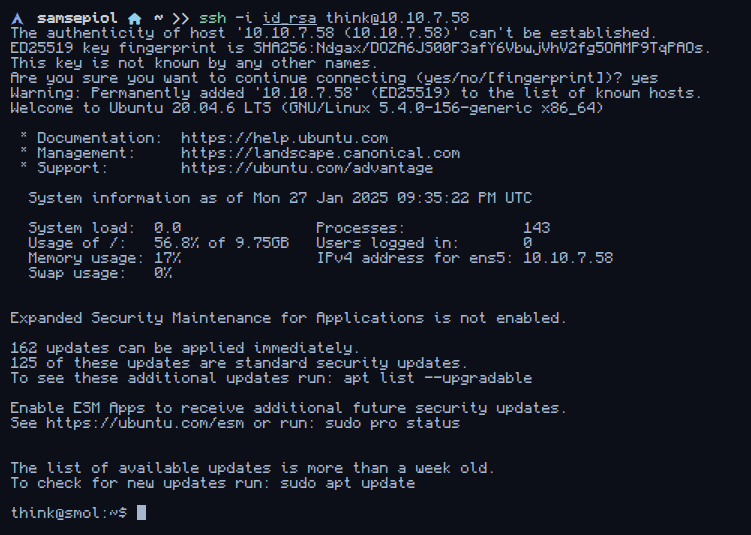 samsepiol ~ >> ssh -i id_rsa think@10.10.7.58
The authenticity of host '10.10.7.58 (10.10.7.58)' can't be established.
ED25519 key fingerprint is SHA256:Ndgax/DOZA6JS00F3afY6VbwjVhV2fg5OAMP9TqPAOs.
This key is not known by any other names.
Are you sure you want to continue connecting (yes/no/[fingerprint])? yes
Warning: Permanently added '10.10.7.58' (ED25519) to the list of known hosts.
Welcome to Ubuntu 20.04.6 LTS (GNU/Linux 5.4.0-156-generic x86_64)
* Documentation: https://help.ubuntu.com
* Management: https://landscape.canonical.com
* Support: https://ubuntu.com/advantage
System information as of Mon 27 Jan 2025 09:35:22 PM UTC
System load: 0.0 Processes: 143
Usage of /: 56.8% of 9.75GB Users logged in: 0
Memory usage: 17% IPv4 address for ens5: 10.10.7.58
Swap usage: 0%
Expanded Security Maintenance for Applications is not enabled.
162 updates can be applied immediately.
125 of these updates are standard security updates.
To see these additional updates run: apt list --upgradable
Enable ESM Apps to receive additional future security updates.
See https://ubuntu.com/esm or run: sudo pro status
The list of available updates is more than a week old.
To check for new updates run: sudo apt update
think@smol:~$